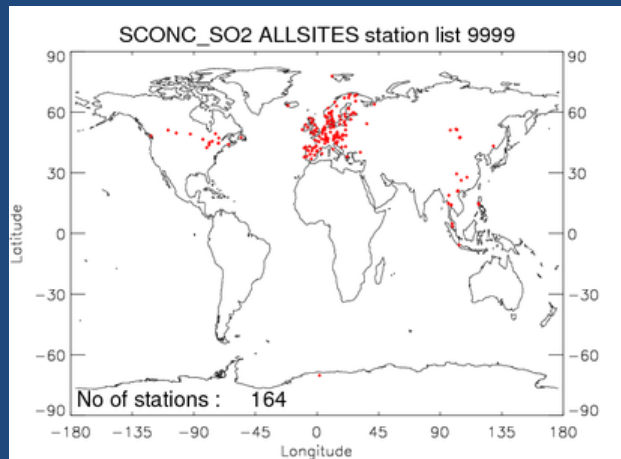 SCONC_SO2 ALLSITES station list 9999
90 90
60 60
30 30
0 0
−30 −30
−60 −60
−90 −90
Latitude
No of stations : 164
−180 −135 −90 −45 0 45 90 135 180
Longitude